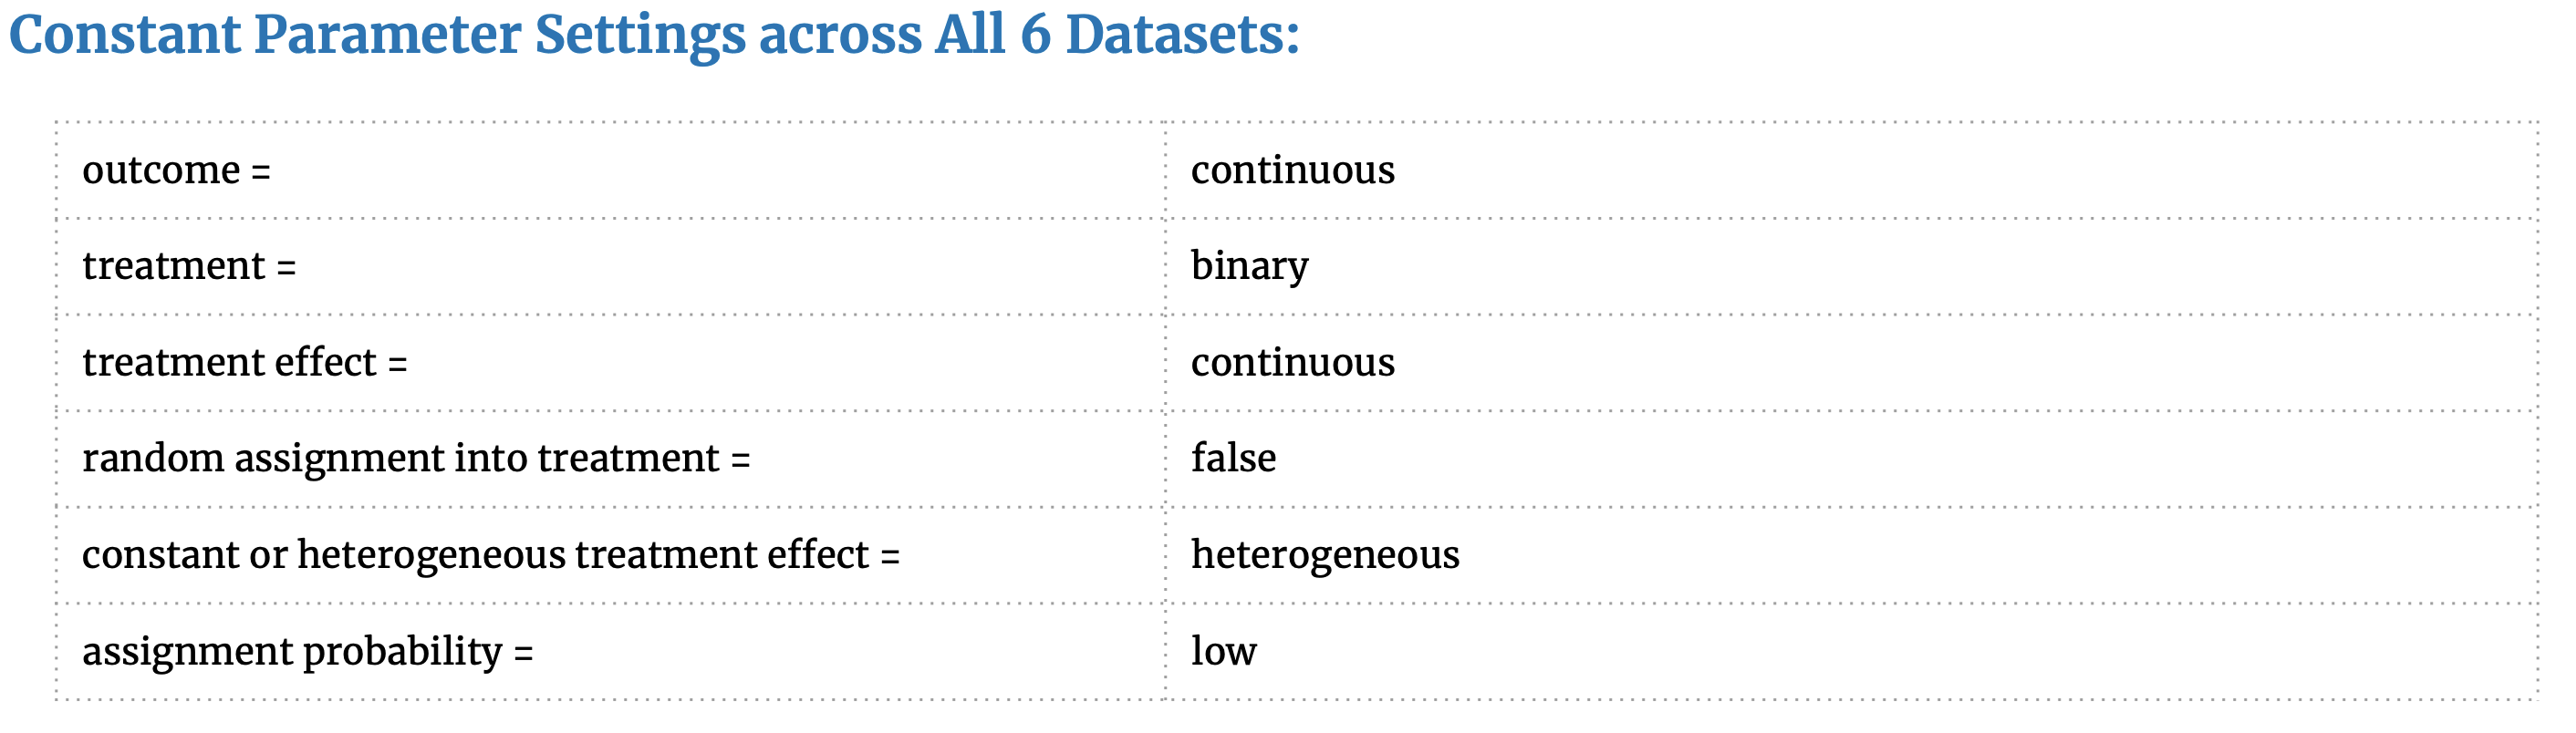 Constant Parameter Settings across All 6 Datasets:
outcome = continuous
treatment = binary
treatment effect = continuous
random assignment into treatment = false
constant or heterogeneous treatment effect = heterogeneous
assignment probability = low